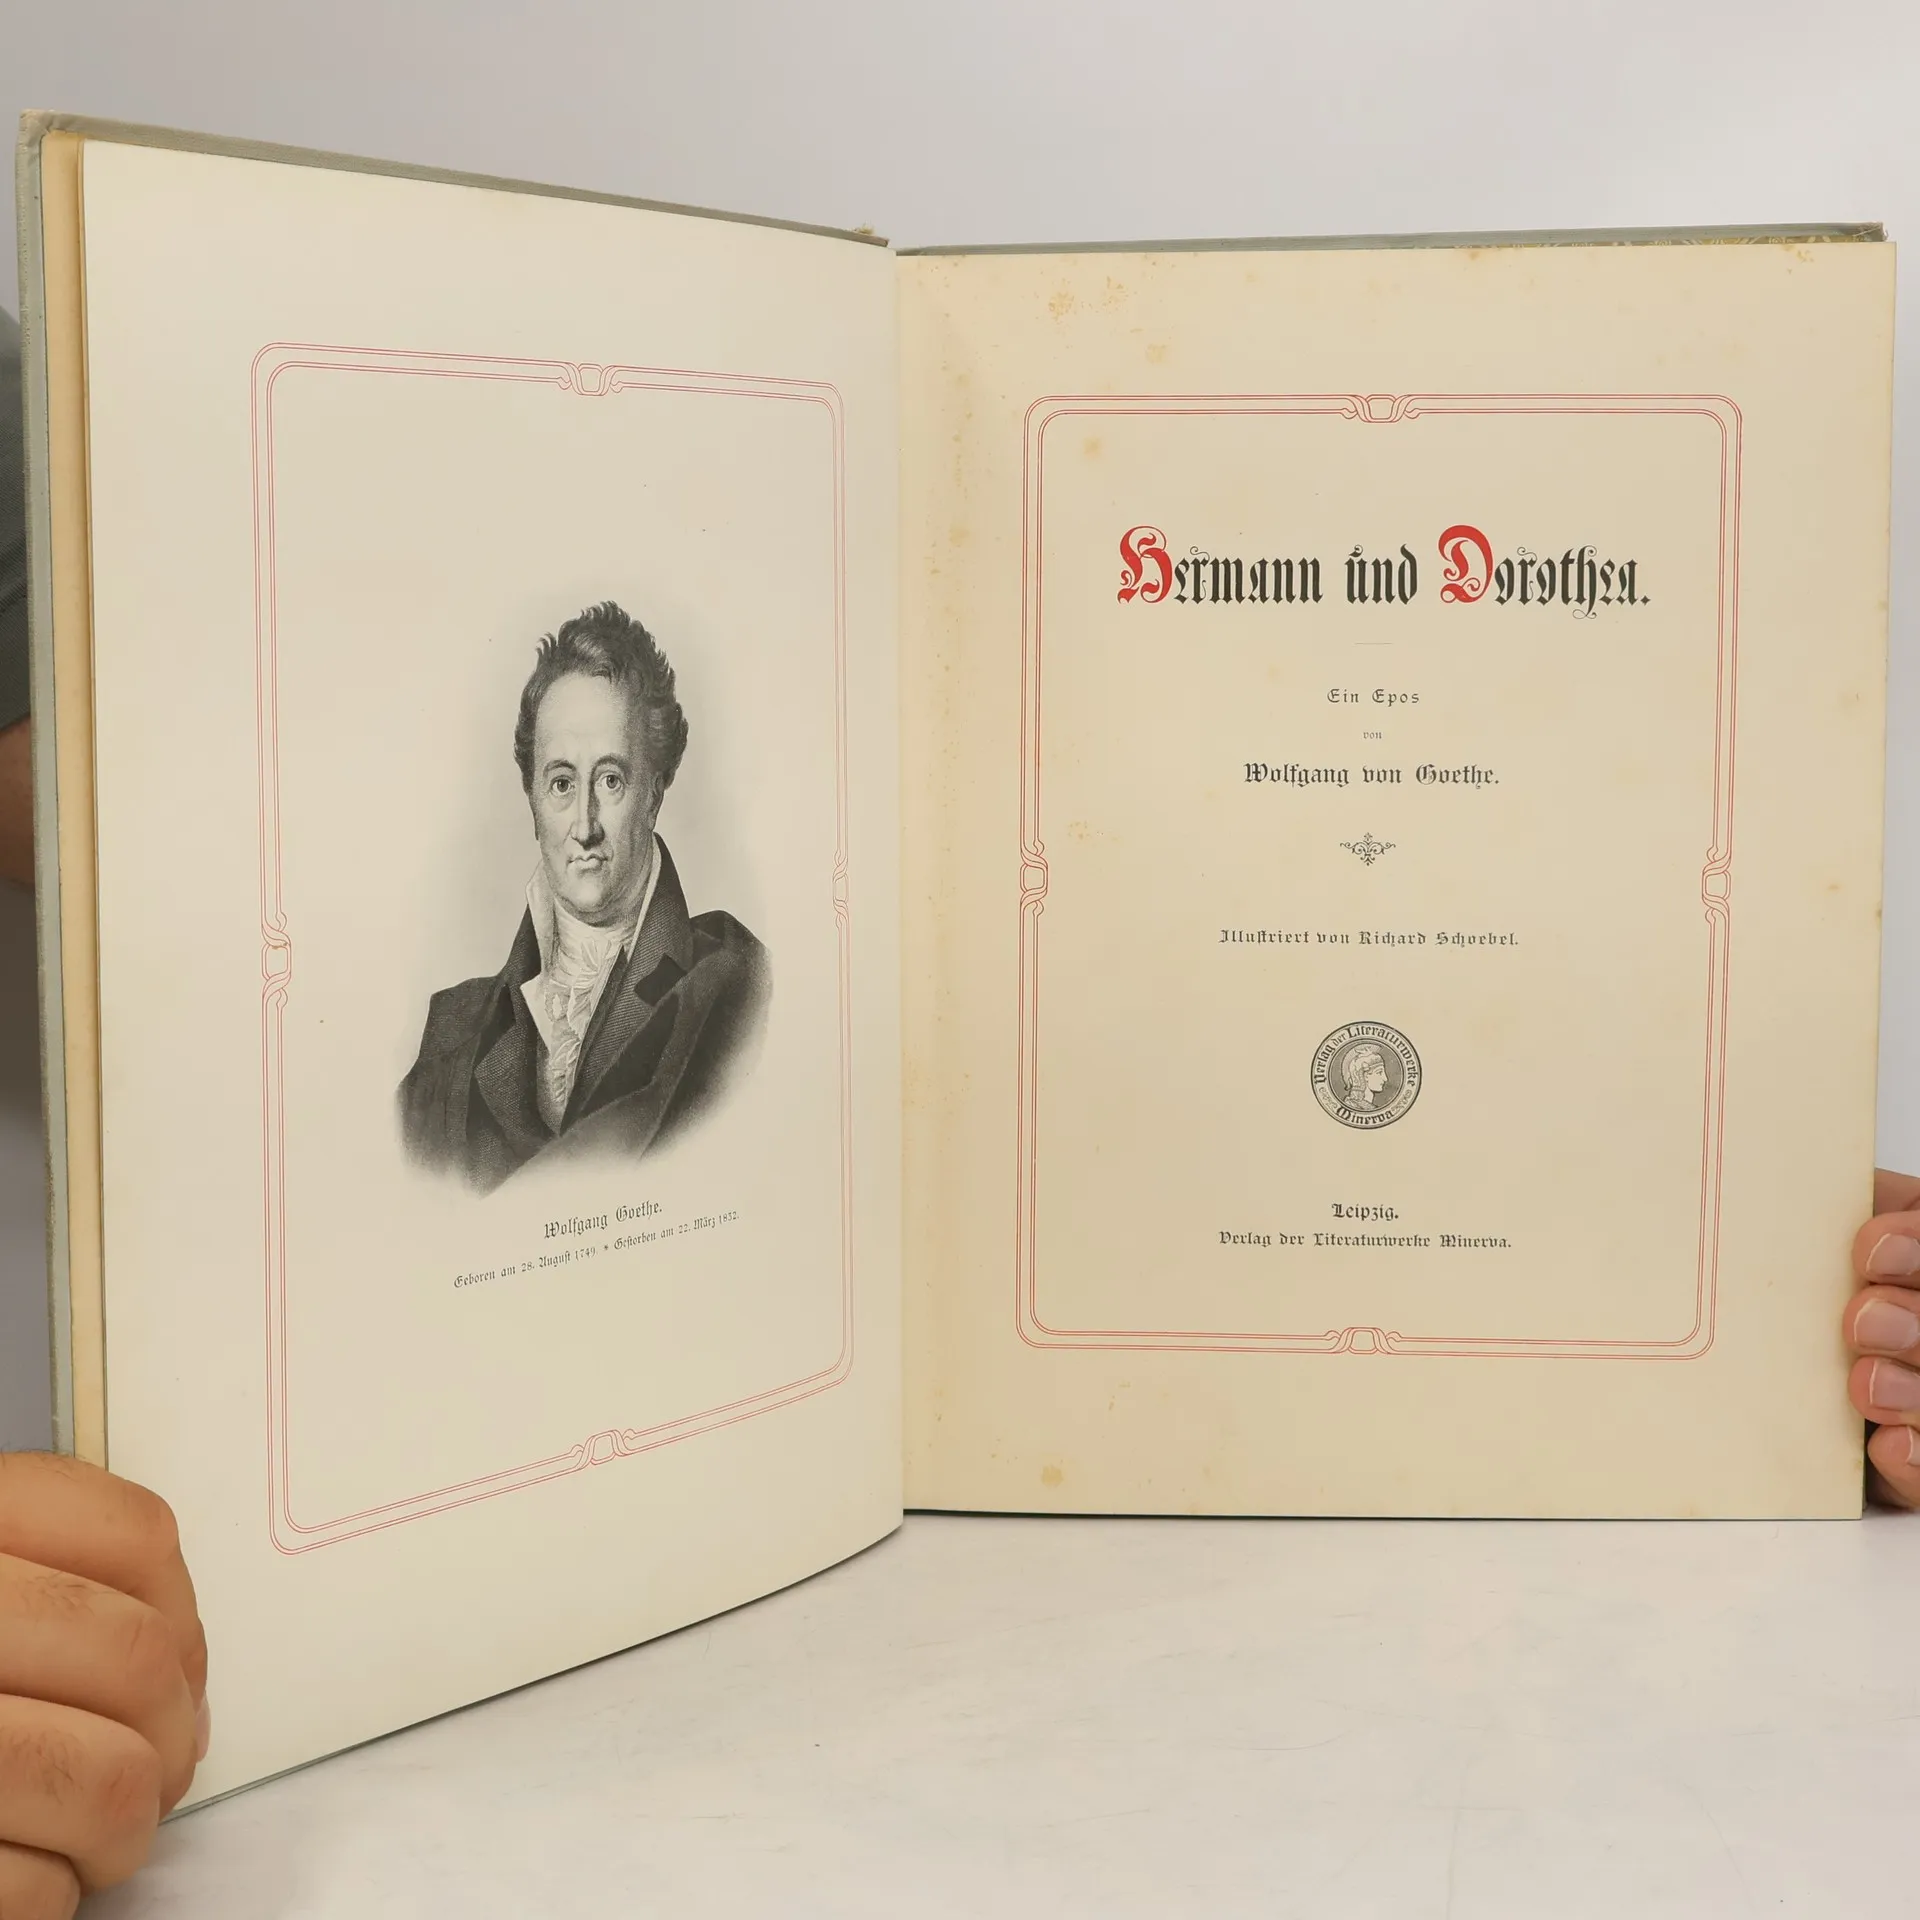 Wolfgang Goethe.
Geboren am 28. August 1749. * Gestorben am 22. März 1832.
Hermann und Dorothea.
Ein Epos
von
Wolfgang von Goethe.
Illustriert von Richard Schoebel.
Verlag der Literaturwerke
Minerva
Leipzig.
Verlag der Literaturwerke Minerva.